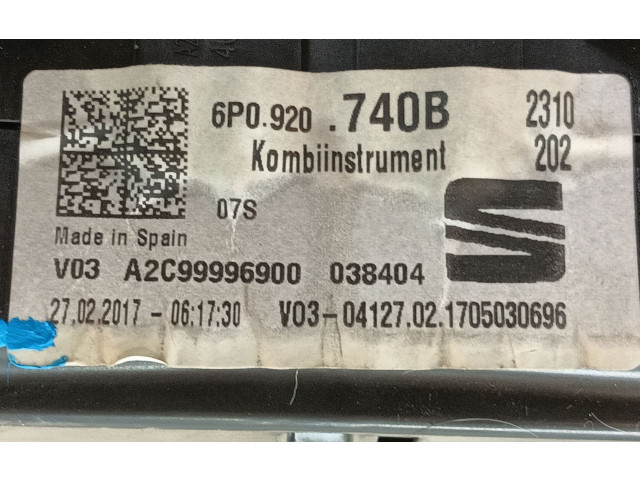 6P0.920 .740B 2310
Kombiinstrument 202
07S
Made in Spain
V03 A2C99996900 038404
27.02.2017 - 06:17:30 V03-04127.02.1705030696